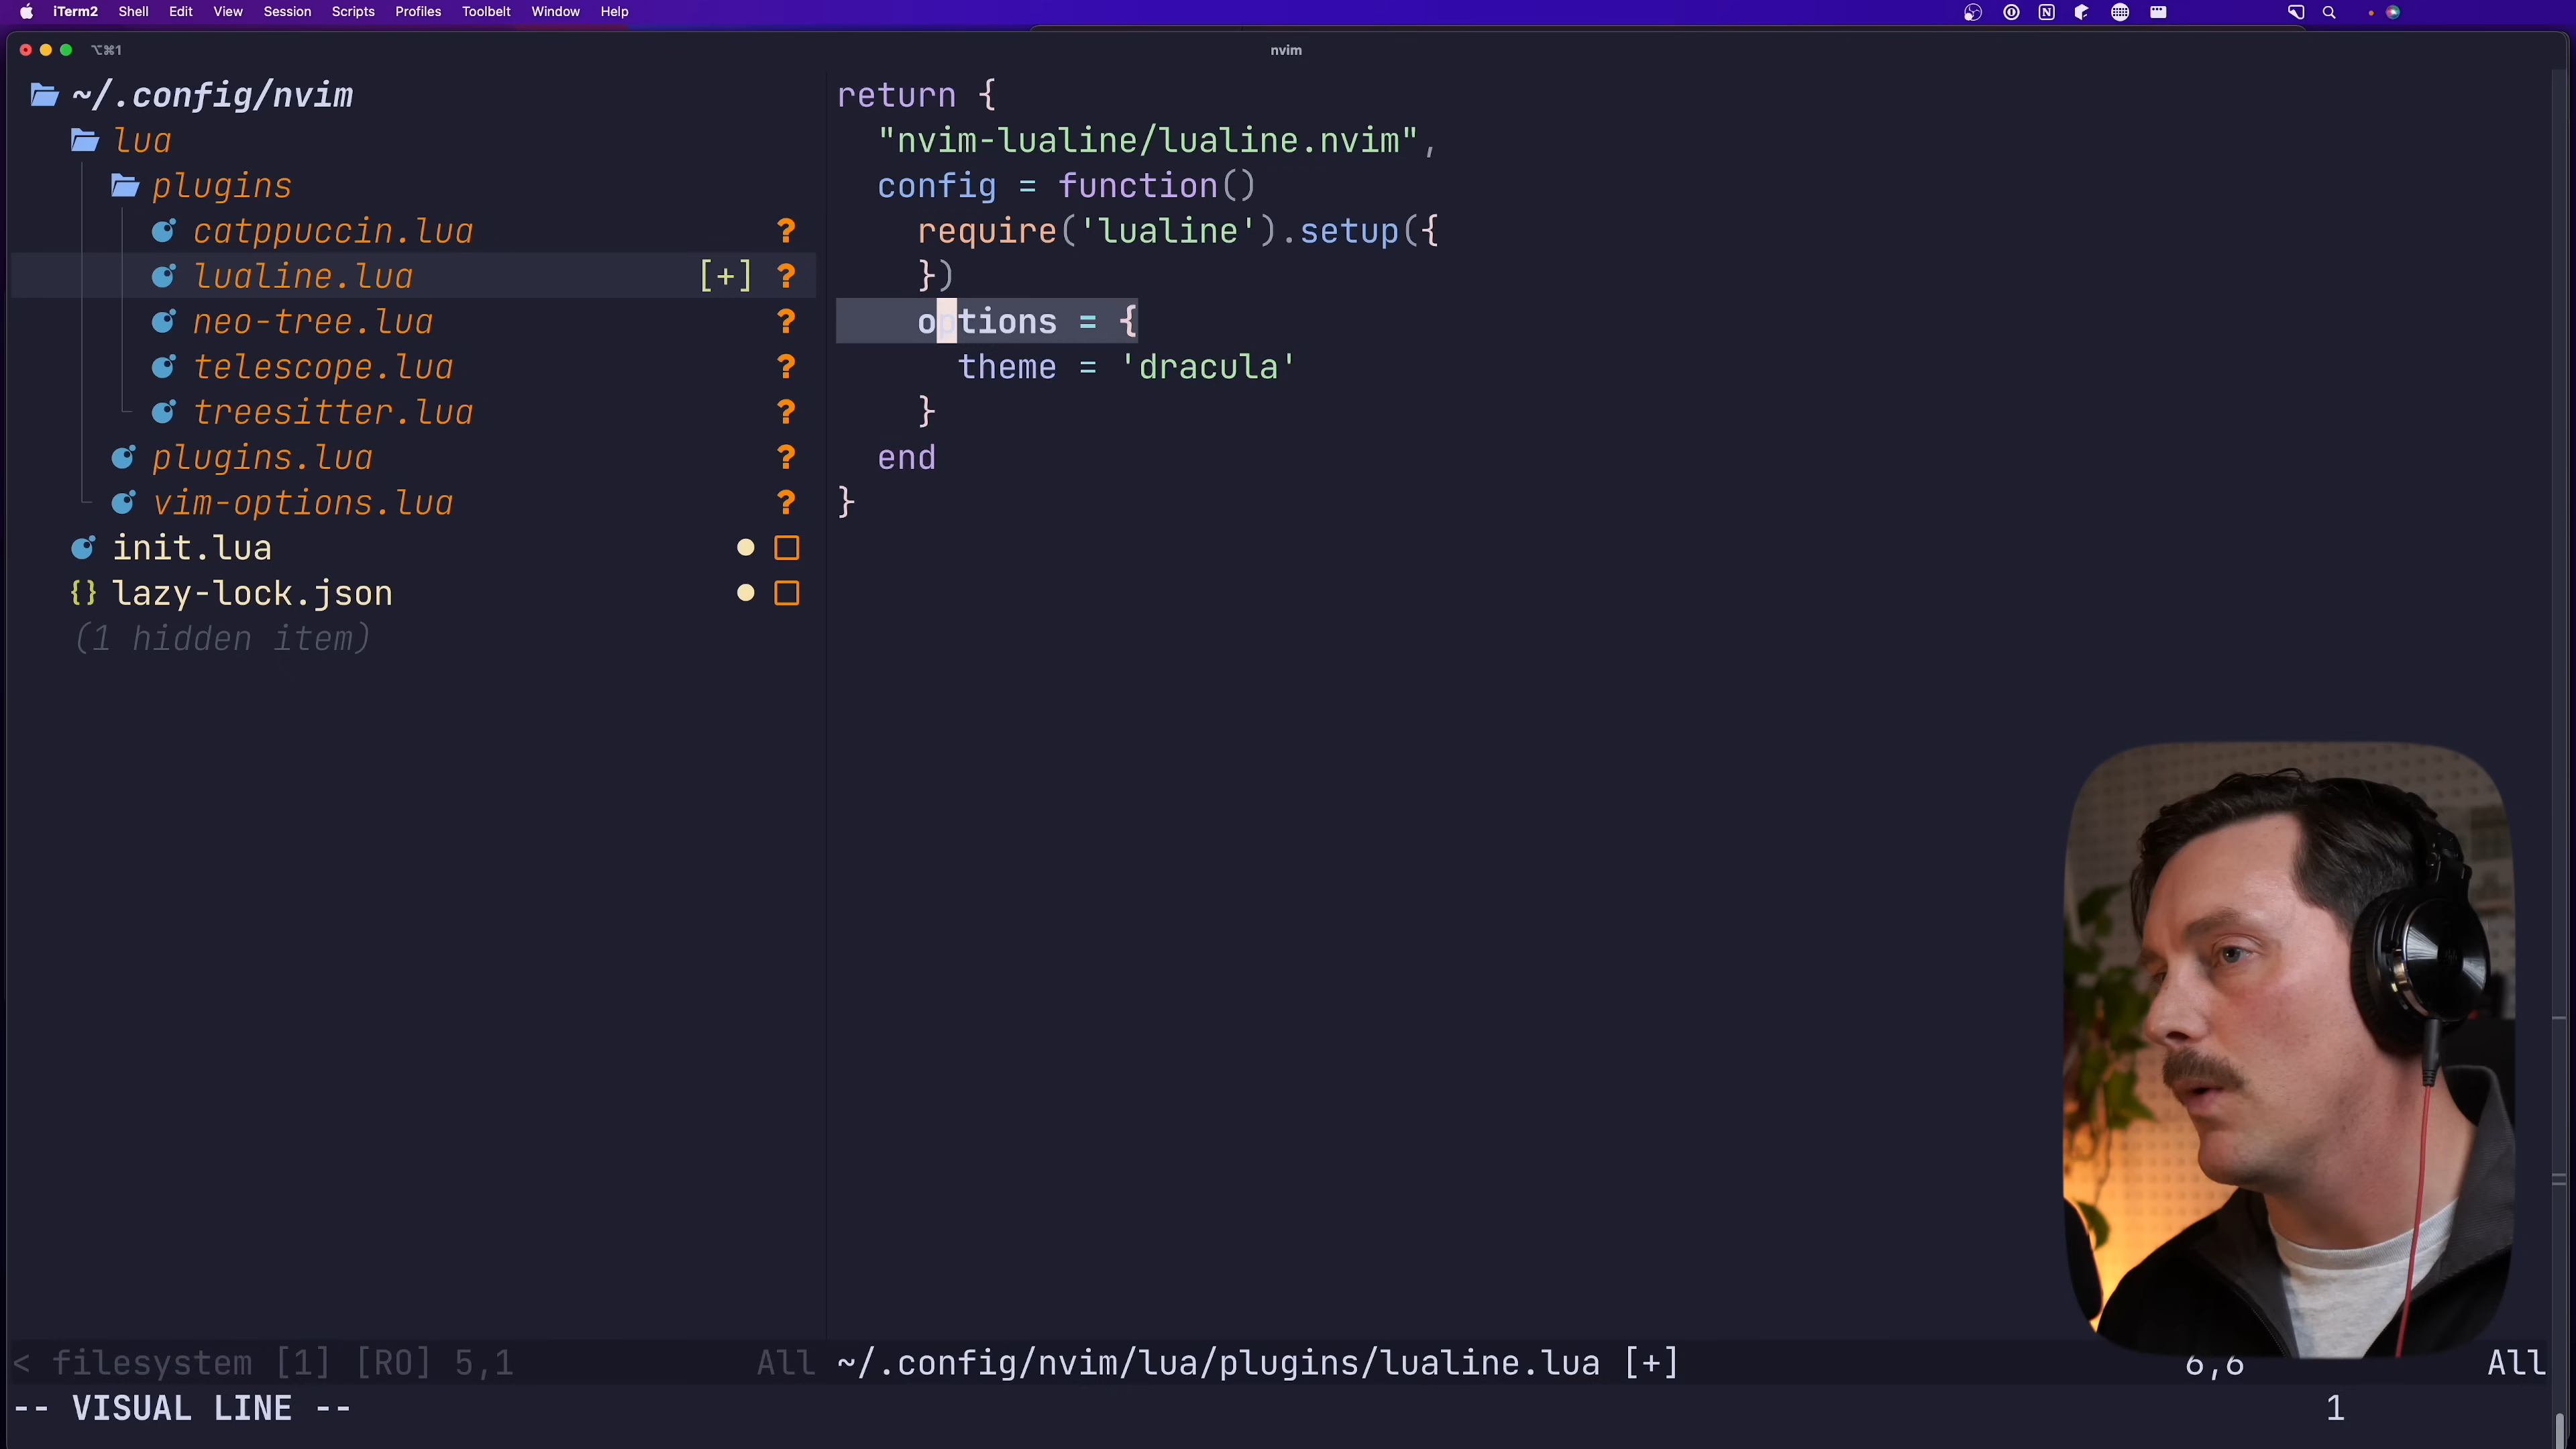 iTerm2 Shell Edit View Session Scripts Profiles Toolbelt Window Help
⌥⌘1 nvim
~/.config/nvim
lua
plugins
catppuccin.lua ?
lualine.lua [+] ?
neo-tree.lua ?
telescope.lua ?
treesitter.lua ?
plugins.lua ?
vim-options.lua ?
init.lua
{} lazy-lock.json
(1 hidden item)
return {
"nvim-lualine/lualine.nvim",
config = function()
require('lualine').setup({
})
options = {
theme = 'dracula'
}
end
}
< filesystem [1] [RO] 5,1 All ~/.config/nvim/lua/plugins/lualine.lua [+] 6,6 All
-- VISUAL LINE -- 1